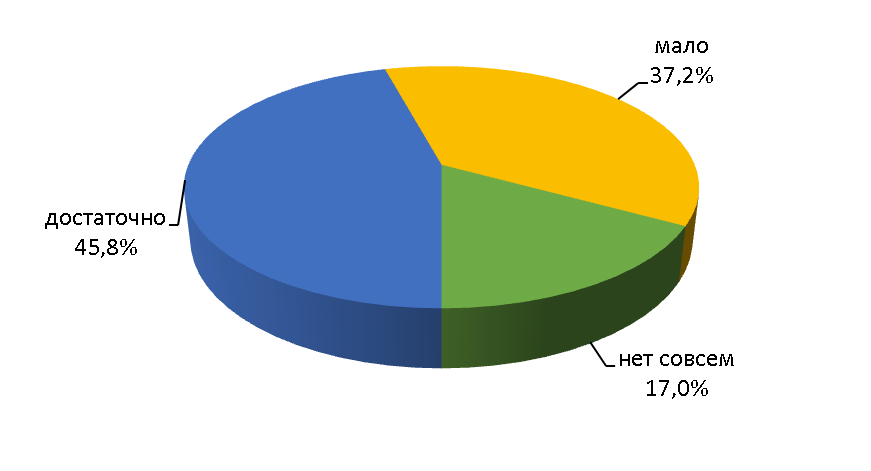 мало
37,2%
достаточно
45,8%
нет совсем
17,0%